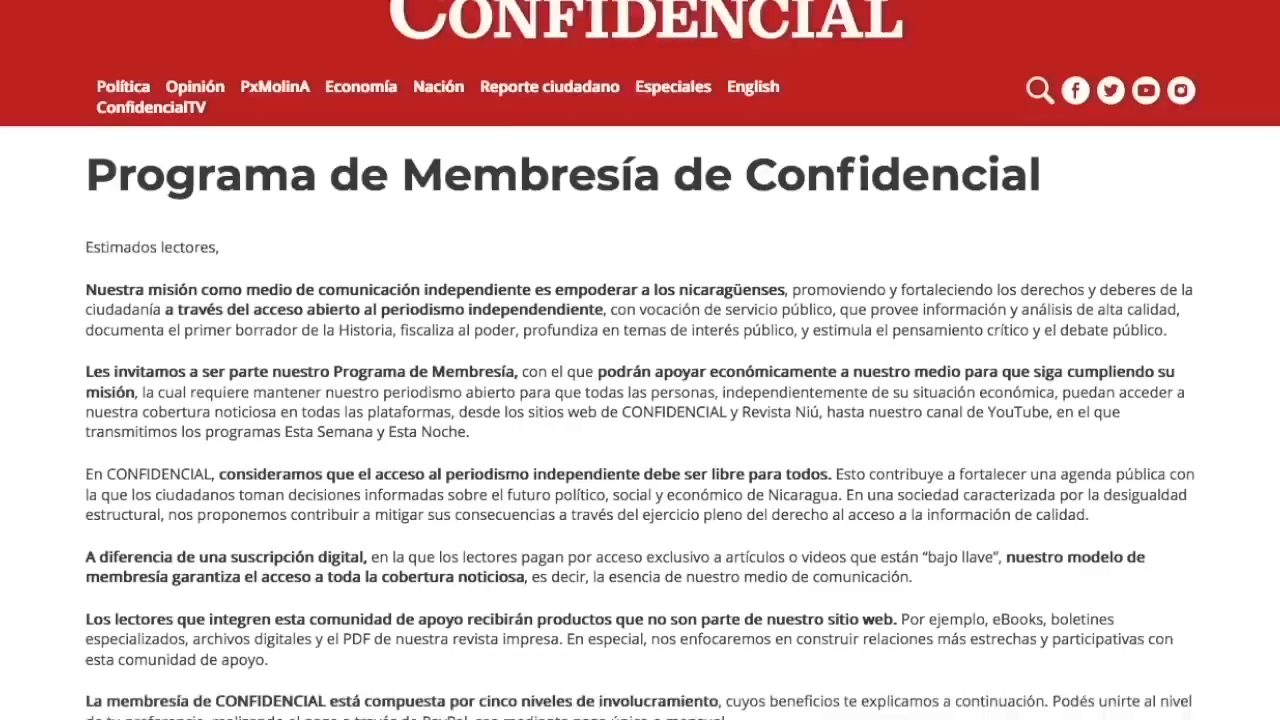 CONFIDENCIAL
Política Opinión PxMolinA Economía Nación Reporte ciudadano Especiales English
ConfidencialTV
Programa de Membresía de Confidencial
Estimados lectores,
Nuestra misión como medio de comunicación independiente es empoderar a los nicaragüenses, promoviendo y fortaleciendo los derechos y deberes de la
ciudadanía a través del acceso abierto al periodismo independendiente, con vocación de servicio público, que provee información y análisis de alta calidad,
documenta el primer borrador de la Historia, fiscaliza al poder, profundiza en temas de interés público, y estimula el pensamiento crítico y el debate público.
Les invitamos a ser parte nuestro Programa de Membresía, con el que podrán apoyar económicamente a nuestro medio para que siga cumpliendo su
misión, la cual requiere mantener nuestro periodismo abierto para que todas las personas, independientemente de su situación económica, puedan acceder a
nuestra cobertura noticiosa en todas las plataformas, desde los sitios web de CONFIDENCIAL y Revista Niú, hasta nuestro canal de YouTube, en el que
transmitimos los programas Esta Semana y Esta Noche.
En CONFIDENCIAL, consideramos que el acceso al periodismo independiente debe ser libre para todos. Esto contribuye a fortalecer una agenda pública con
la que los ciudadanos toman decisiones informadas sobre el futuro político, social y económico de Nicaragua. En una sociedad caracterizada por la desigualdad
estructural, nos proponemos contribuir a mitigar sus consecuencias a través del ejercicio pleno del derecho al acceso a la información de calidad.
A diferencia de una suscripción digital, en la que los lectores pagan por acceso exclusivo a artículos o videos que están “bajo llave”, nuestro modelo de
membresía garantiza el acceso a toda la cobertura noticiosa, es decir, la esencia de nuestro medio de comunicación.
Los lectores que integren esta comunidad de apoyo recibirán productos que no son parte de nuestro sitio web. Por ejemplo, eBooks, boletines
especializados, archivos digitales y el PDF de nuestra revista impresa. En especial, nos enfocaremos en construir relaciones más estrechas y participativas con
esta comunidad de apoyo.
La membresía de CONFIDENCIAL está compuesta por cinco niveles de involucramiento, cuyos beneficios te explicamos a continuación. Podés unirte al nivel